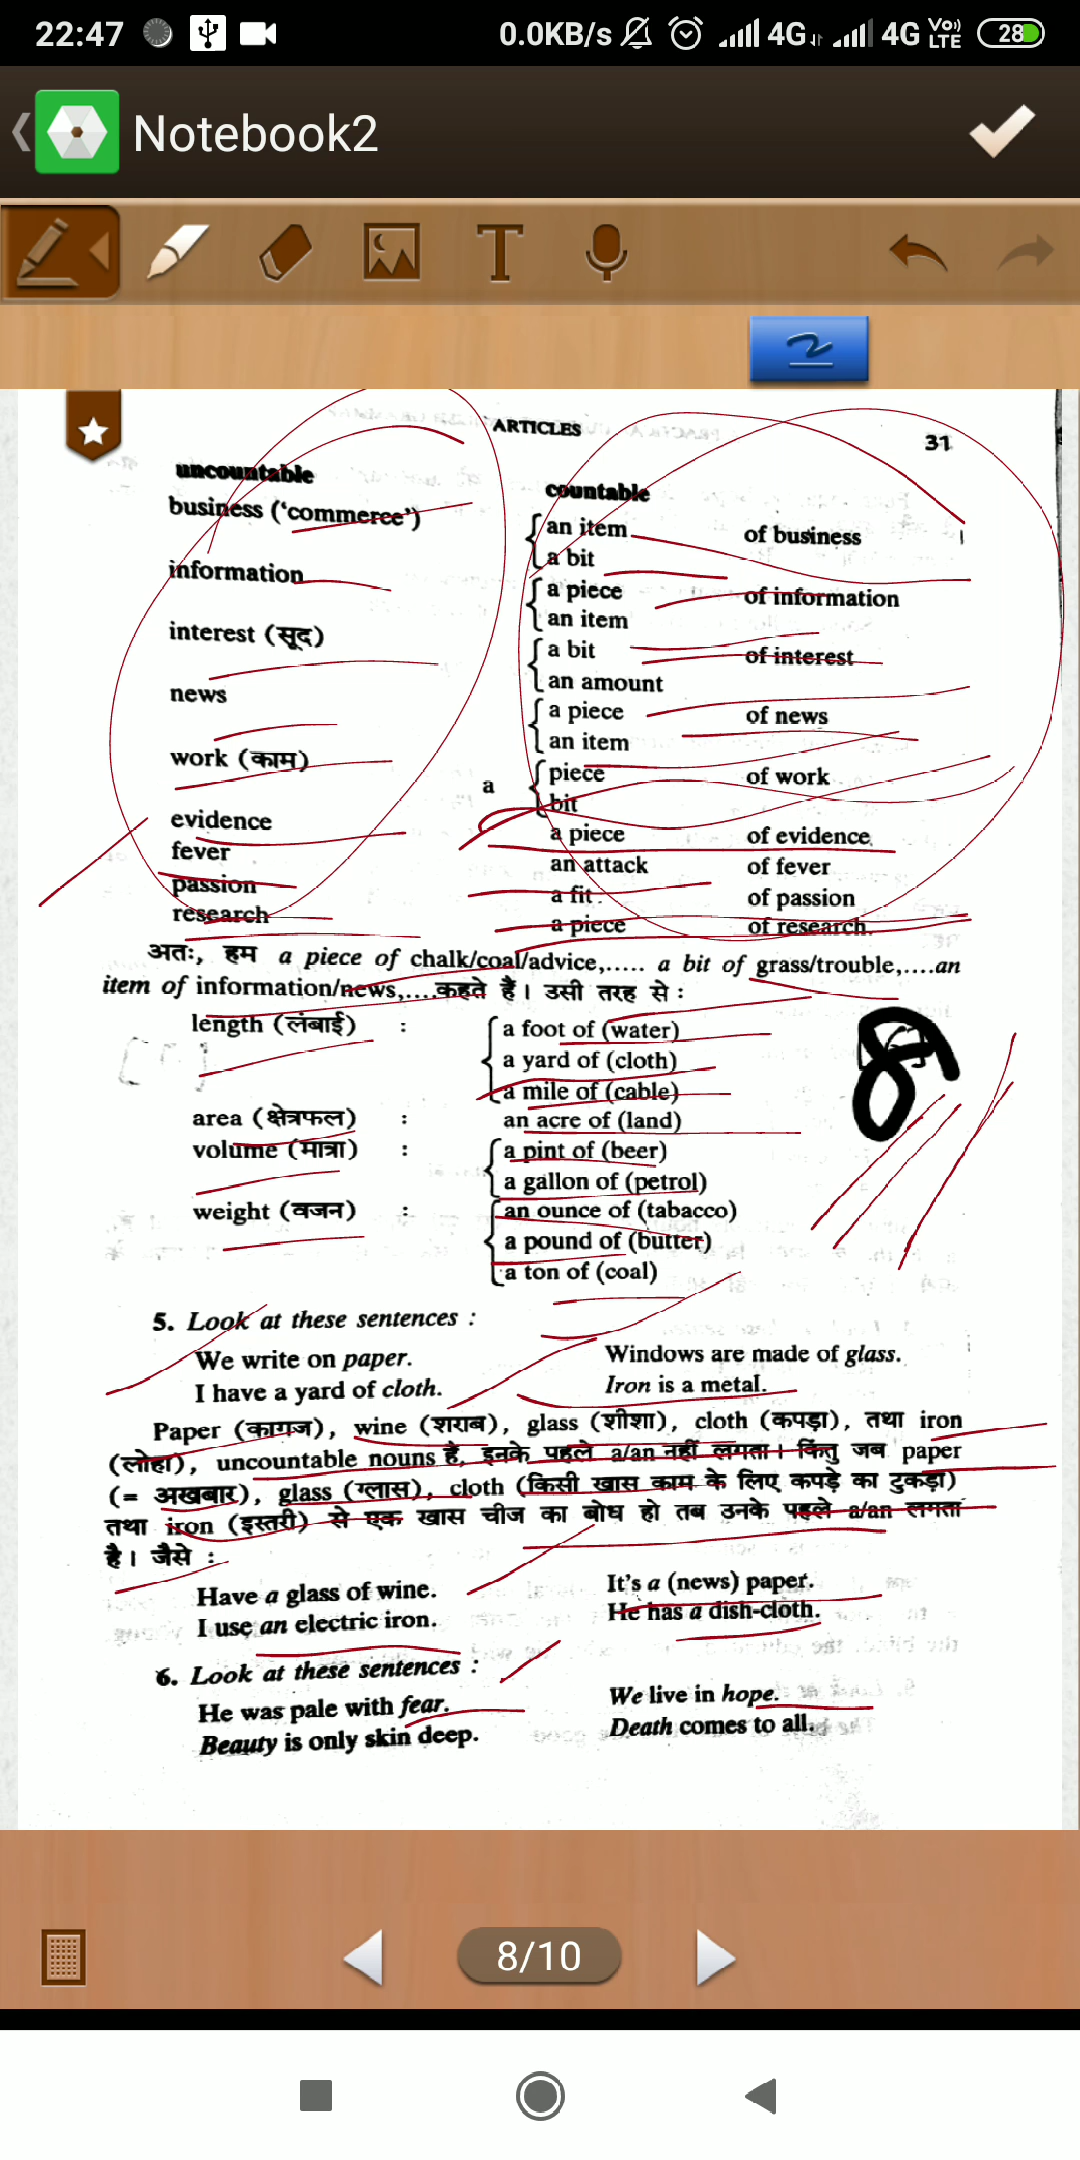 22:47 0.0KB/s 4G 4G Vo)) LTE 28
Notebook2
T
2
ARTICLES 31
uncountable countable
business (‘commerce’) an item of business
a bit
information a piece of information
an item
interest (सूद) a bit of interest
an amount
news a piece of news
an item
work (काम) a piece of work
bit
evidence a piece of evidence
fever an attack of fever
passion a fit of passion
research a piece of research
अतः, हम a piece of chalk/coal/advice,..... a bit of grass/trouble,....an
item of information/news,....कहते हैं। उसी तरह से :
length (लंबाई) : a foot of (water)
a yard of (cloth)
a mile of (cable)
area (क्षेत्रफल) : an acre of (land)
volume (मात्रा) : a pint of (beer)
a gallon of (petrol)
weight (वजन) : an ounce of (tabacco)
a pound of (butter)
a ton of (coal)
8
5. Look at these sentences :
We write on paper. Windows are made of glass.
I have a yard of cloth. Iron is a metal.
Paper (कागज), wine (शराब), glass (शीशा), cloth (कपड़ा), तथा iron
(लोहा), uncountable nouns है, इनके पहले a/an नहीं लगता। किंतु जब paper
(= अखबार), glass (ग्लास), cloth (किसी खास काम के लिए कपड़े का टुकड़ा)
तथा iron (इस्तरी) से एक खास चीज का बोध हो तब उनके पहले a/an लगता
है। जैसे :
Have a glass of wine. It’s a (news) paper.
I use an electric iron. He has a dish-cloth.
6. Look at these sentences :
He was pale with fear. We live in hope.
Beauty is only skin deep. Death comes to all.
8/10